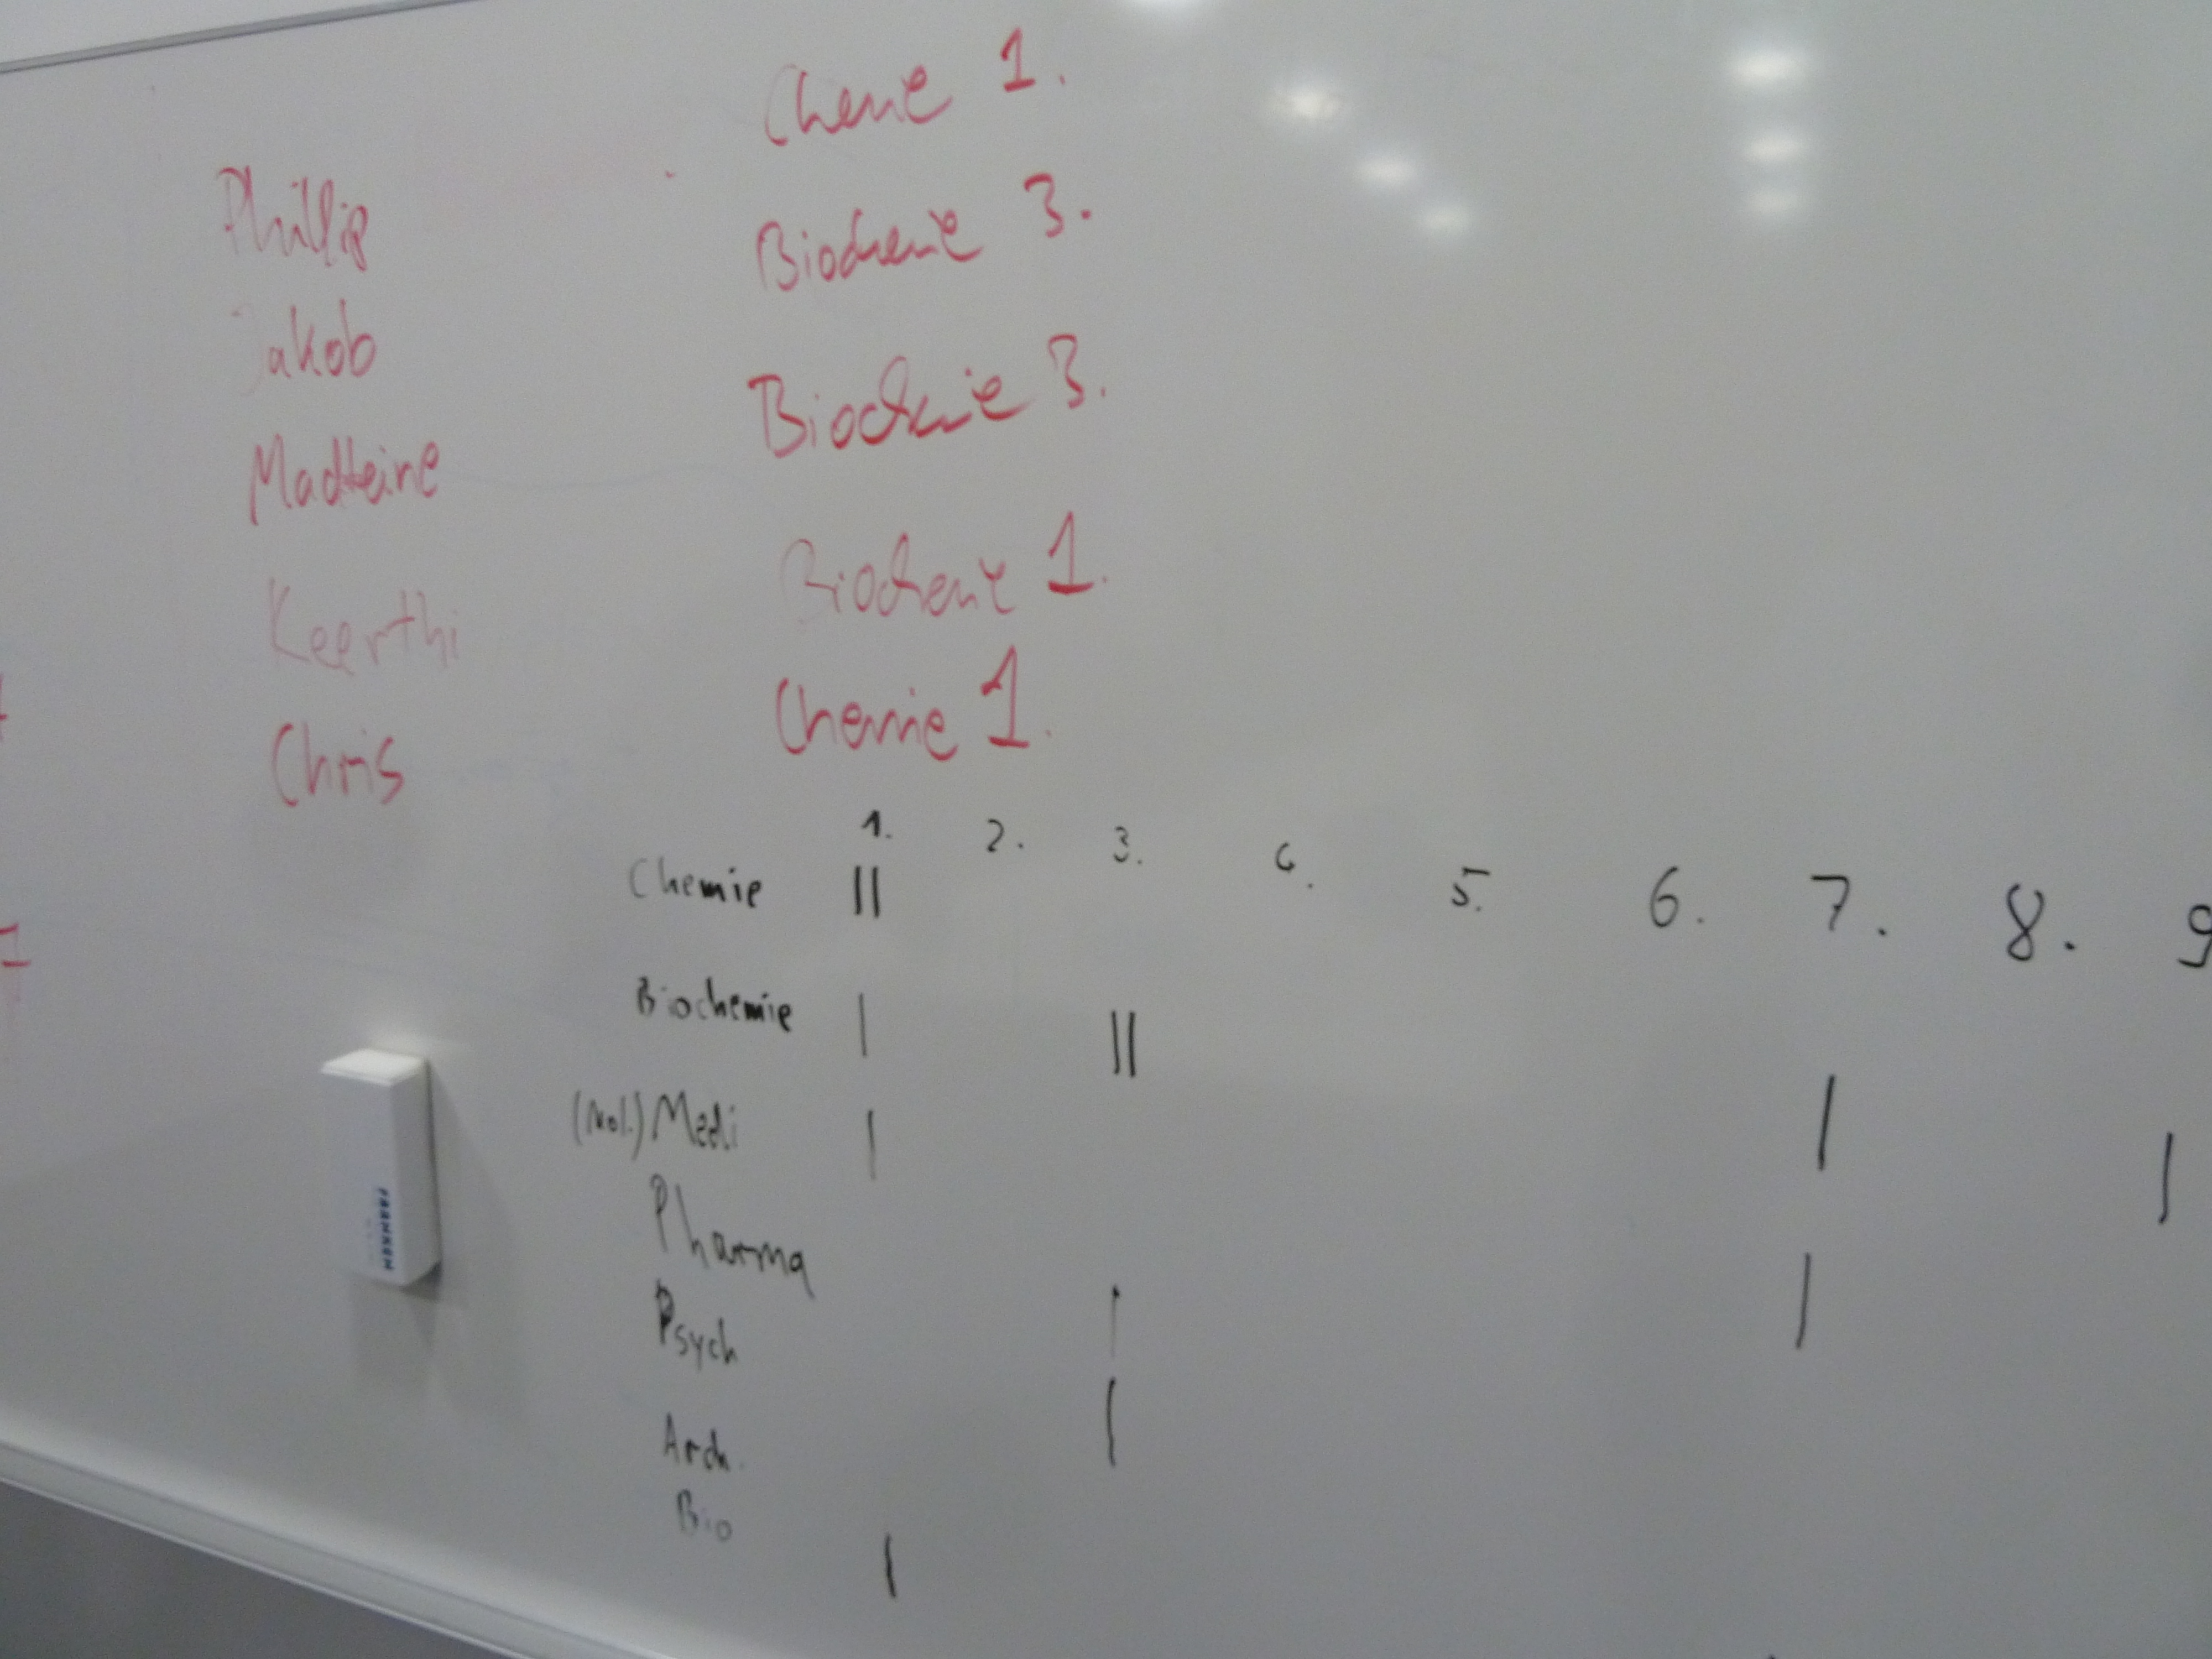 Chemie 1.
Phillip Biochemie 3.
Jakob Biochemie 3.
Madleine Biochemie 1.
Keerthi Chemie 1.
Chris
1. 2. 3. 4. 5. 6. 7. 8. 9
Chemie II
Biochemie I II
(Mol.) Medi I I I
Pharma I
Psych I
Arch. I
Bio I
FRANKEN